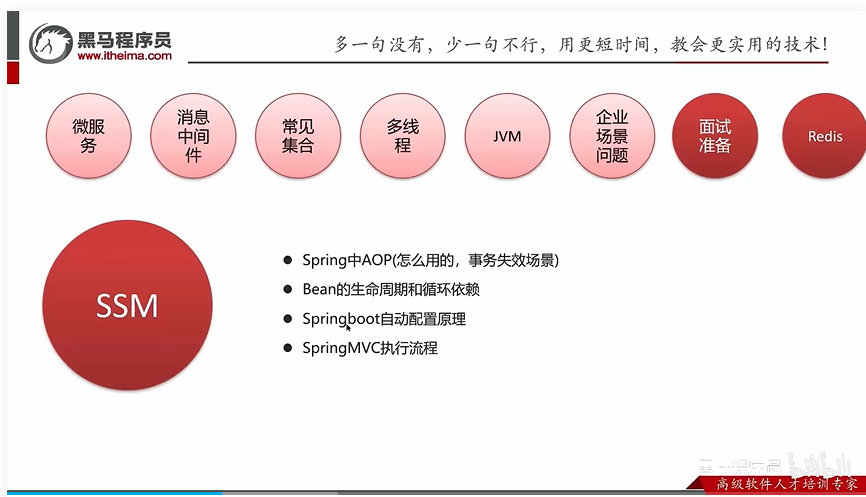 黑马程序员
www.itheima.com
多一句没有，少一句不行，用更短时间，教会更实用的技术！
微服
务
消息
中间
件
常见
集合
多线
程
JVM
企业
场景
问题
面试
准备
Redis
SSM
Spring中AOP(怎么用的，事务失效场景)
Bean的生命周期和循环依赖
Springboot自动配置原理
SpringMVC执行流程
bilibili
高级软件人才培训专家